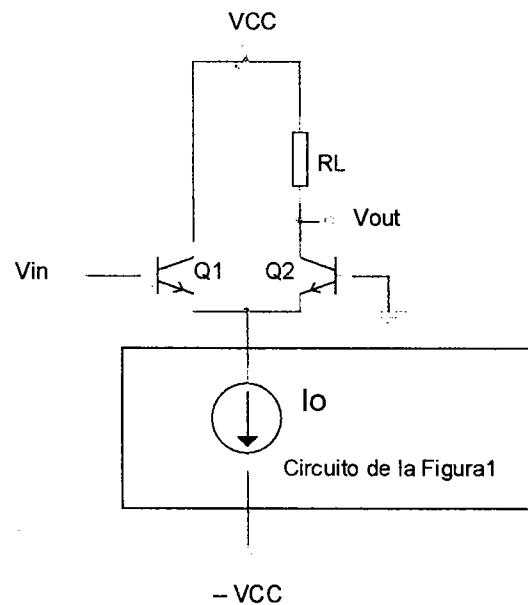 VCC
RL
Vout
Vin
Q1
Q2
Io
Circuito de la Figura1
– VCC